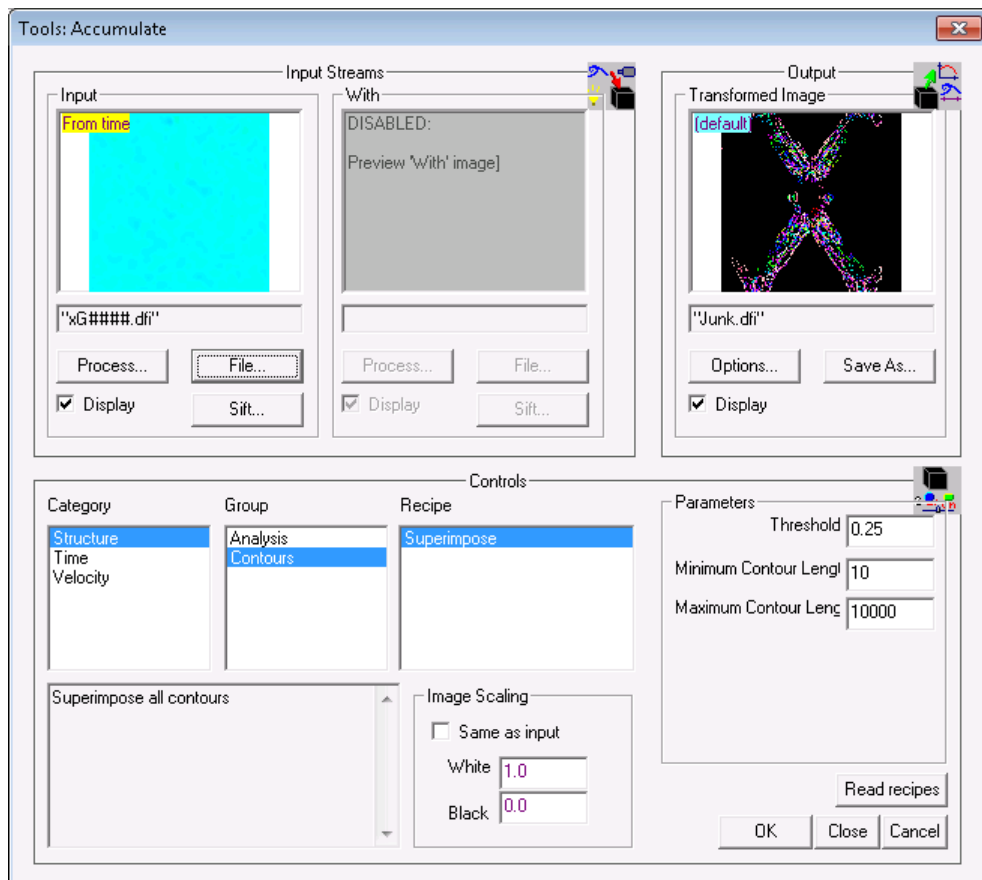 Tools: Accumulate
Input Streams
Input
From time
"xG####.dfi"
Process...
File...
Display
Sift...
With
DISABLED:
Preview 'With' image]
Process...
File...
Display
Sift...
Output
Transformed Image
(default)
"Junk.dfi"
Options...
Save As...
Display
Controls
Category
Structure
Time
Velocity
Group
Analysis
Contours
Recipe
Superimpose
Superimpose all contours
Image Scaling
Same as input
White 1.0
Black 0.0
Parameters
Threshold 0.25
Minimum Contour Lengt 10
Maximum Contour Leng 10000
Read recipes
OK
Close
Cancel